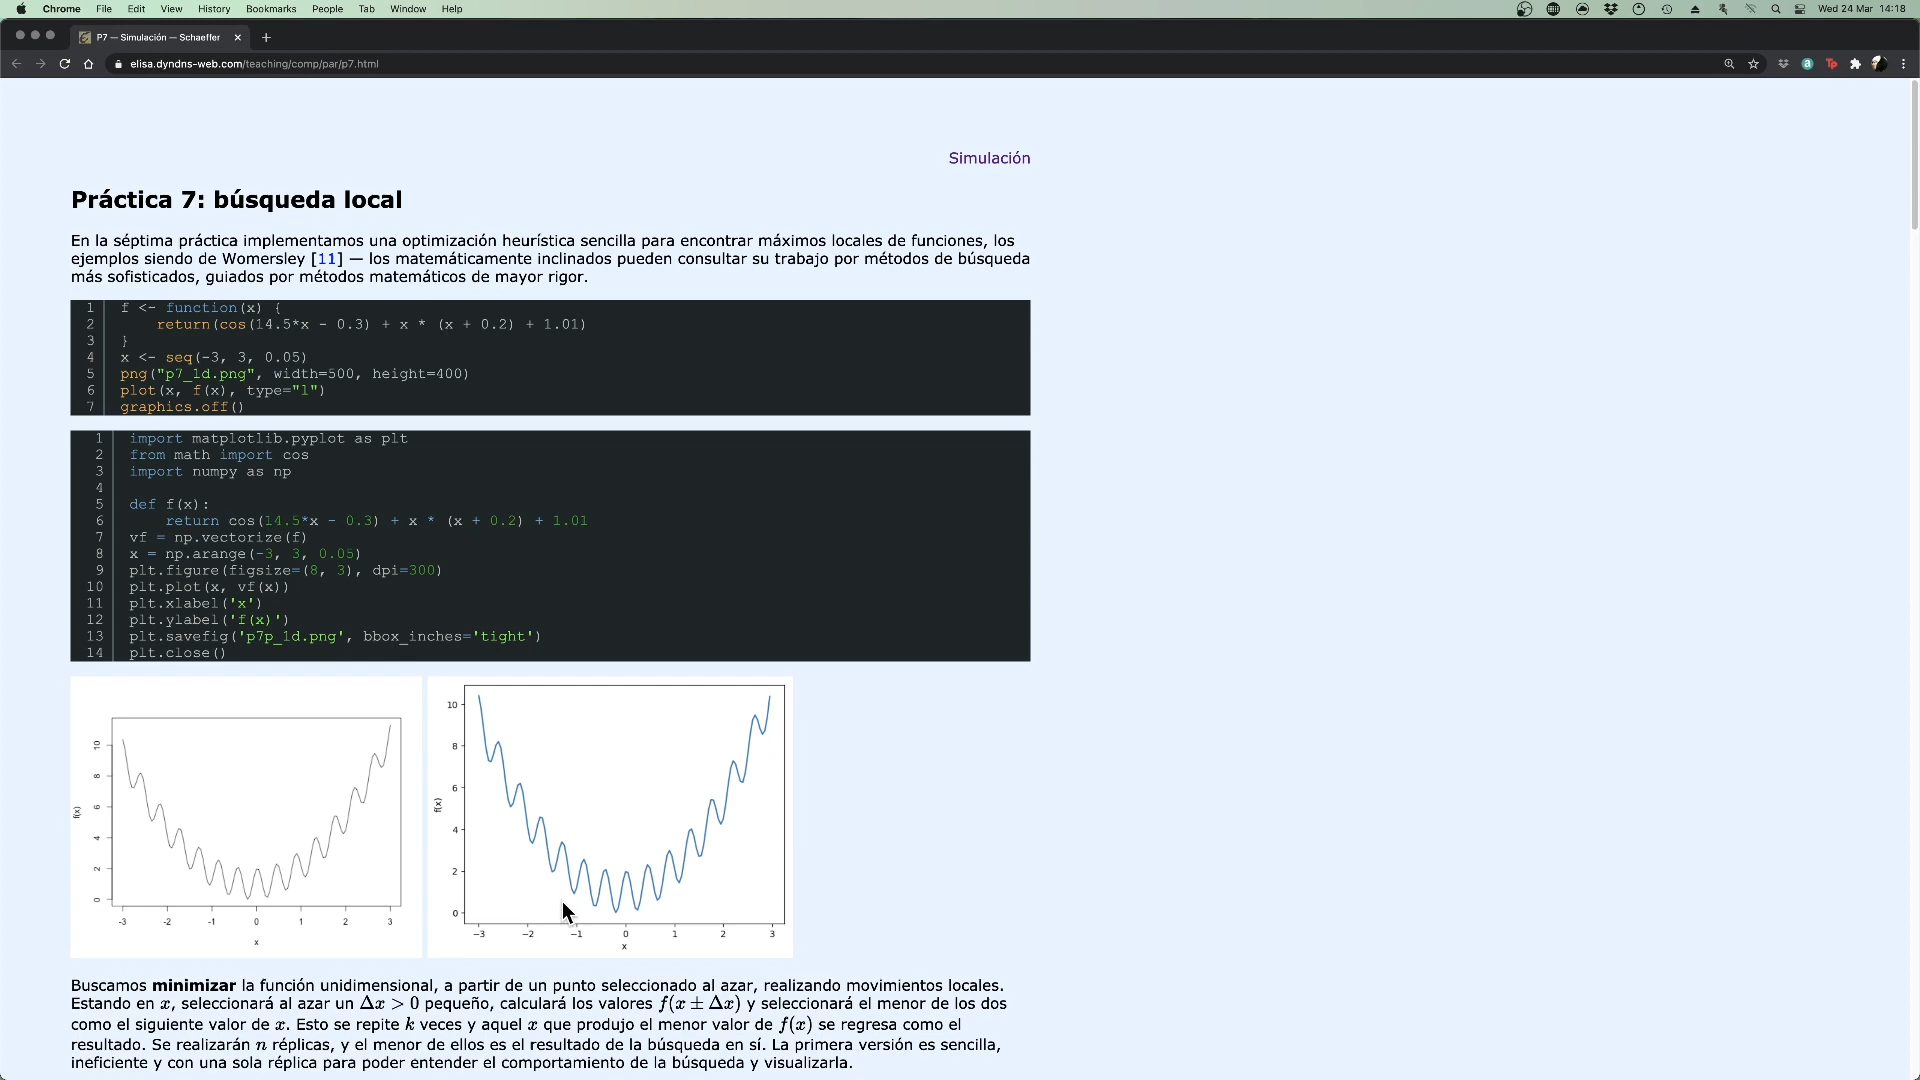 Chrome File Edit View History Bookmarks People Tab Window Help Wed 24 Mar 14:18
P7 — Simulación — Schaeffer
elisa.dyndns-web.com/teaching/comp/par/p7.html
Simulación
Práctica 7: búsqueda local
En la séptima práctica implementamos una optimización heurística sencilla para encontrar máximos locales de funciones, los
ejemplos siendo de Womersley [11] — los matemáticamente inclinados pueden consultar su trabajo por métodos de búsqueda
más sofisticados, guiados por métodos matemáticos de mayor rigor.
1 f <- function(x) {
2 return(cos(14.5*x - 0.3) + x * (x + 0.2) + 1.01)
3 }
4 x <- seq(-3, 3, 0.05)
5 png("p7_1d.png", width=500, height=400)
6 plot(x, f(x), type="l")
7 graphics.off()
1 import matplotlib.pyplot as plt
2 from math import cos
3 import numpy as np
4
5 def f(x):
6 return cos(14.5*x - 0.3) + x * (x + 0.2) + 1.01
7 vf = np.vectorize(f)
8 x = np.arange(-3, 3, 0.05)
9 plt.figure(figsize=(8, 3), dpi=300)
10 plt.plot(x, vf(x))
11 plt.xlabel('x')
12 plt.ylabel('f(x)')
13 plt.savefig('p7p_1d.png', bbox_inches='tight')
14 plt.close()
10
8
6
4
2
0
f(x)
-3 -2 -1 0 1 2 3
x
10
8
6
4
2
0
f(x)
−3 −2 −1 0 1 2 3
x
Buscamos minimizar la función unidimensional, a partir de un punto seleccionado al azar, realizando movimientos locales.
Estando en x, seleccionará al azar un Δx > 0 pequeño, calculará los valores f(x ± Δx) y seleccionará el menor de los dos
como el siguiente valor de x. Esto se repite k veces y aquel x que produjo el menor valor de f(x) se regresa como el
resultado. Se realizarán n réplicas, y el menor de ellos es el resultado de la búsqueda en sí. La primera versión es sencilla,
ineficiente y con una sola réplica para poder entender el comportamiento de la búsqueda y visualizarla.